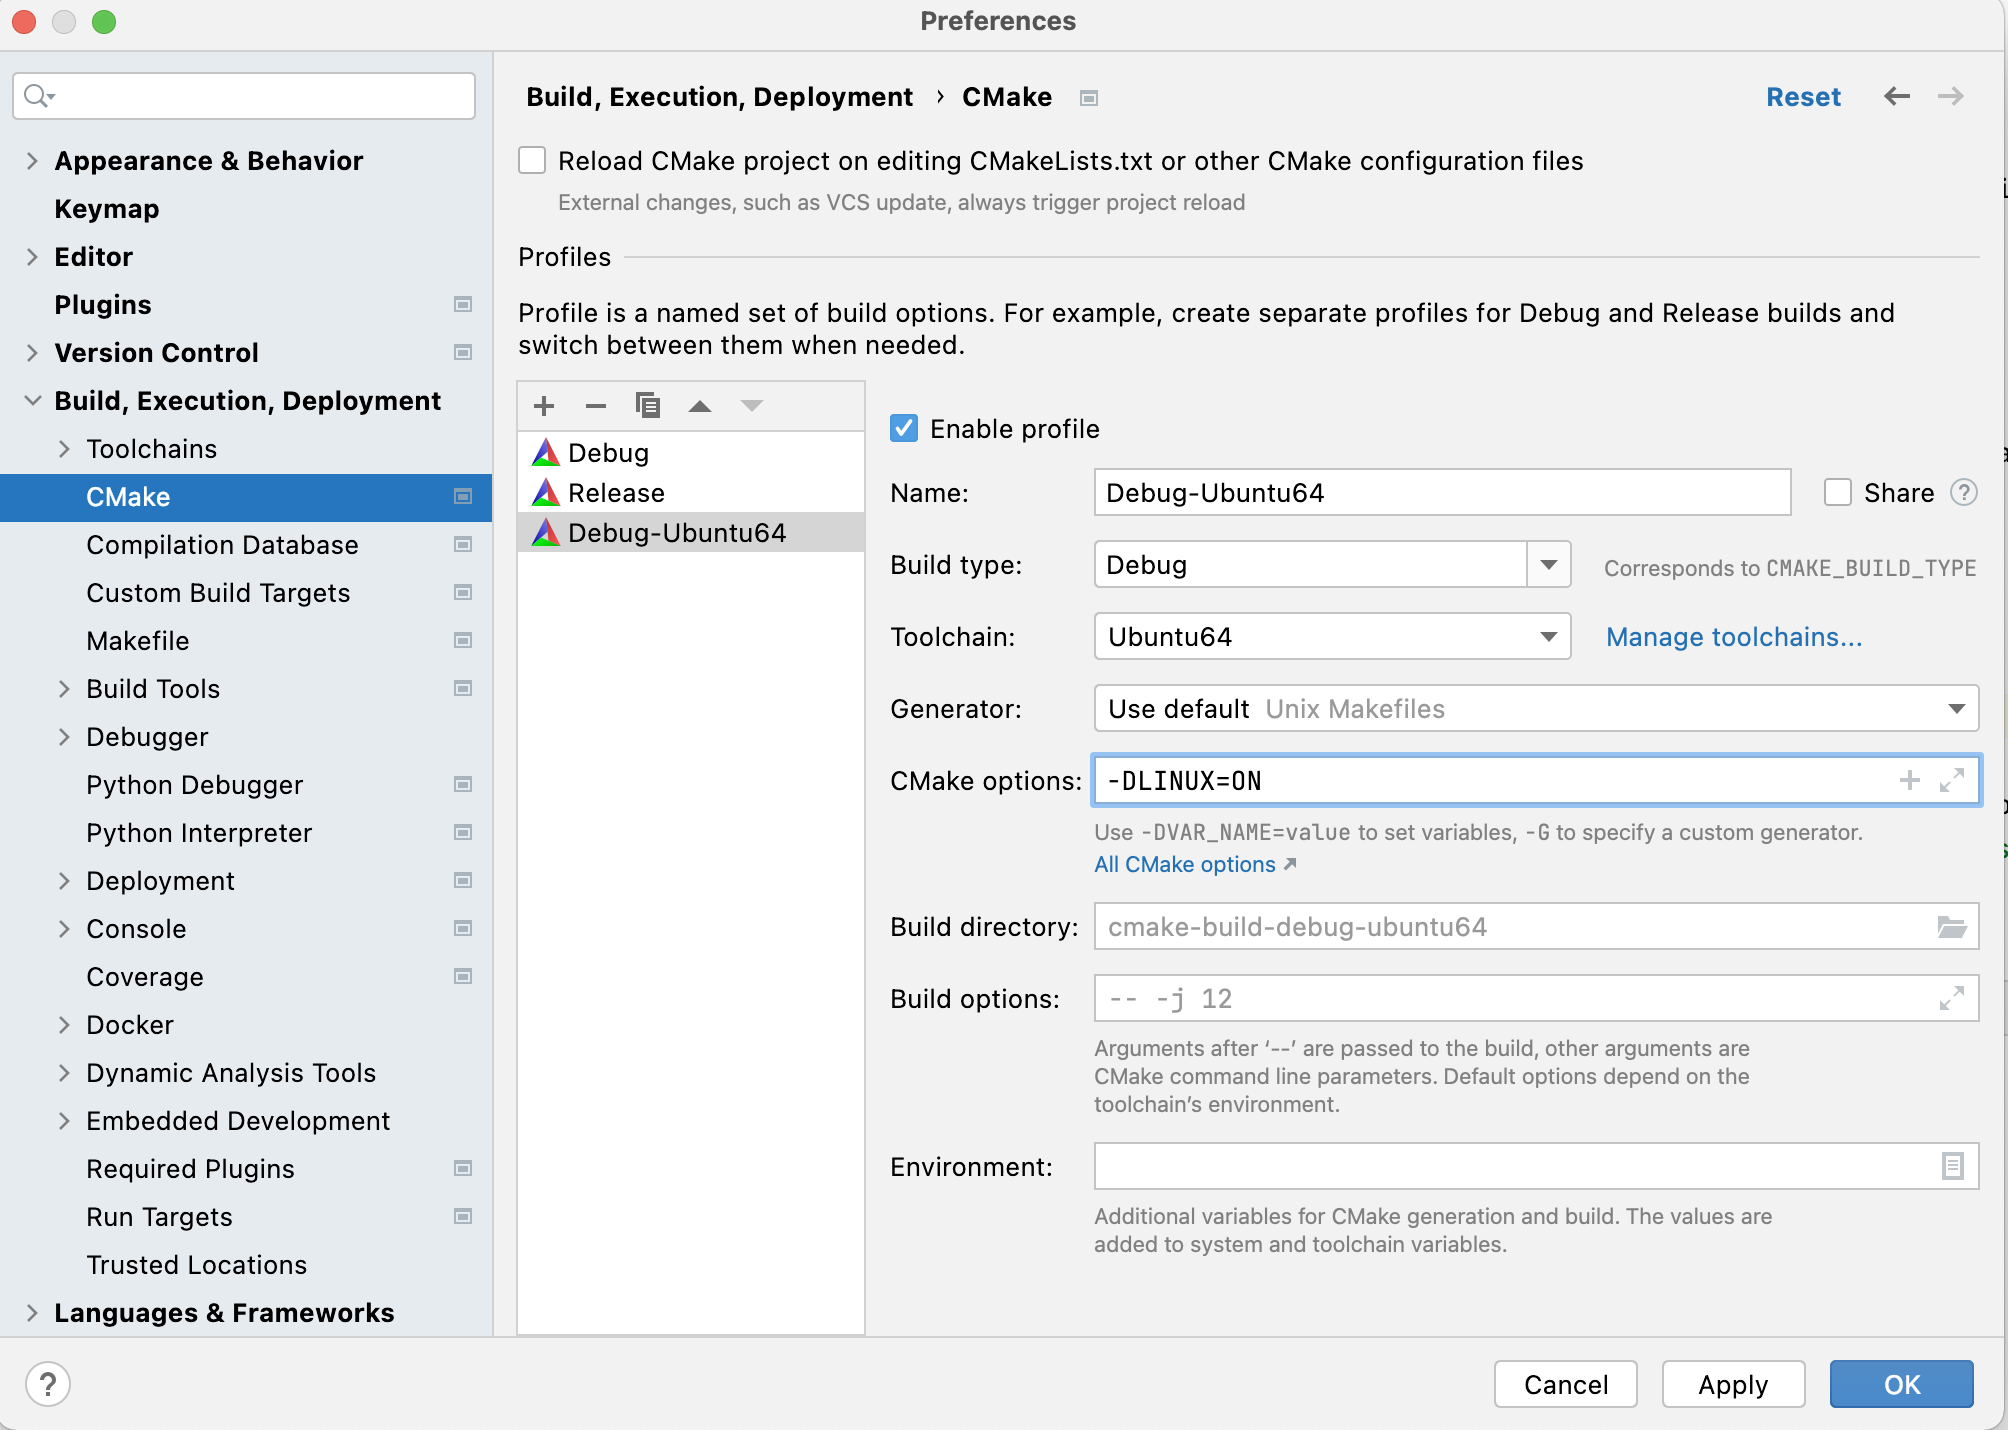 Preferences
Appearance & Behavior
Keymap
Editor
Plugins
Version Control
Build, Execution, Deployment
Toolchains
CMake
Compilation Database
Custom Build Targets
Makefile
Build Tools
Debugger
Python Debugger
Python Interpreter
Deployment
Console
Coverage
Docker
Dynamic Analysis Tools
Embedded Development
Required Plugins
Run Targets
Trusted Locations
Languages & Frameworks
Build, Execution, Deployment › CMake
Reset
Reload CMake project on editing CMakeLists.txt or other CMake configuration files
External changes, such as VCS update, always trigger project reload
Profiles
Profile is a named set of build options. For example, create separate profiles for Debug and Release builds and
switch between them when needed.
Debug
Release
Debug-Ubuntu64
Enable profile
Name: Debug-Ubuntu64 Share ?
Build type: Debug Corresponds to CMAKE_BUILD_TYPE
Toolchain: Ubuntu64 Manage toolchains...
Generator: Use default Unix Makefiles
CMake options: -DLINUX=ON
Use -DVAR_NAME=value to set variables, -G to specify a custom generator.
All CMake options ↗
Build directory: cmake-build-debug-ubuntu64
Build options: -- -j 12
Arguments after ‘--’ are passed to the build, other arguments are
CMake command line parameters. Default options depend on the
toolchain’s environment.
Environment:
Additional variables for CMake generation and build. The values are
added to system and toolchain variables.
? Cancel Apply OK